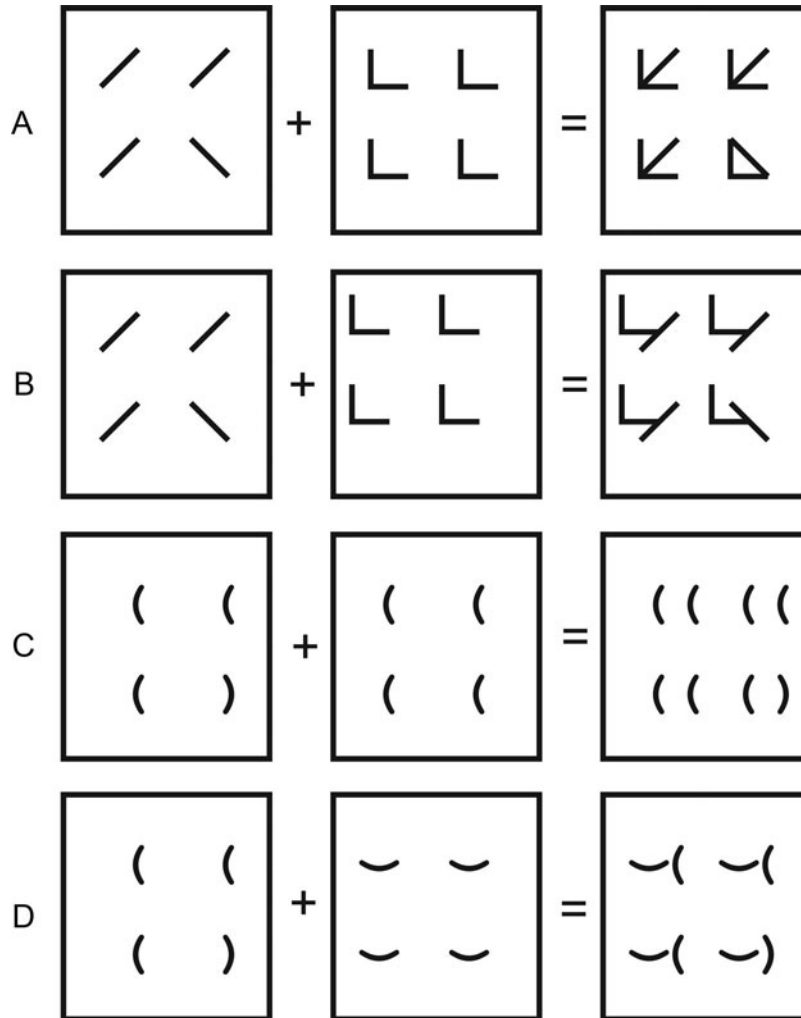 A + =
B + =
C + =
D + =